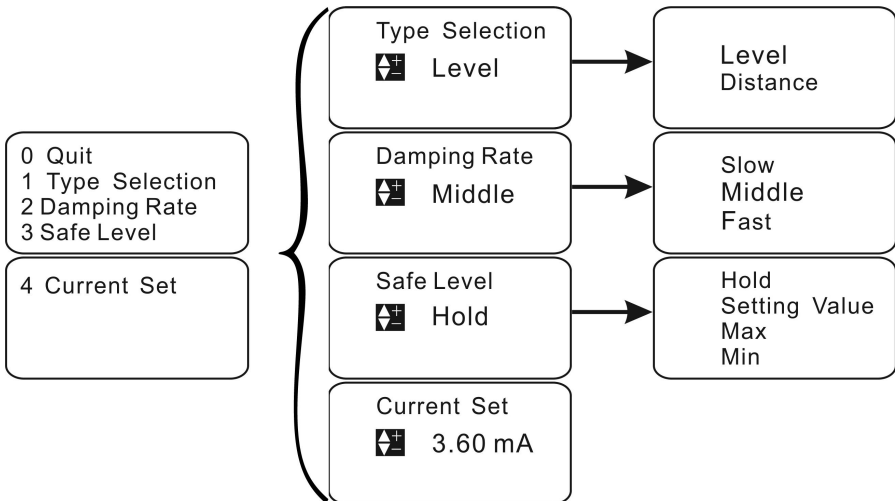 0 Quit
1 Type Selection
2 Damping Rate
3 Safe Level
4 Current Set
Type Selection
Level
Level
Distance
Damping Rate
Middle
Slow
Middle
Fast
Safe Level
Hold
Hold
Setting Value
Max
Min
Current Set
3.60 mA